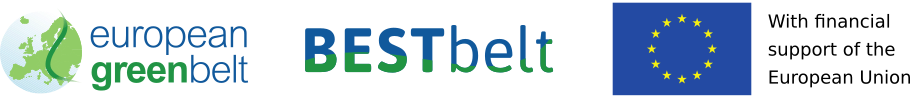 european
greenbelt
BESTbelt
With financial
support of the
European Union